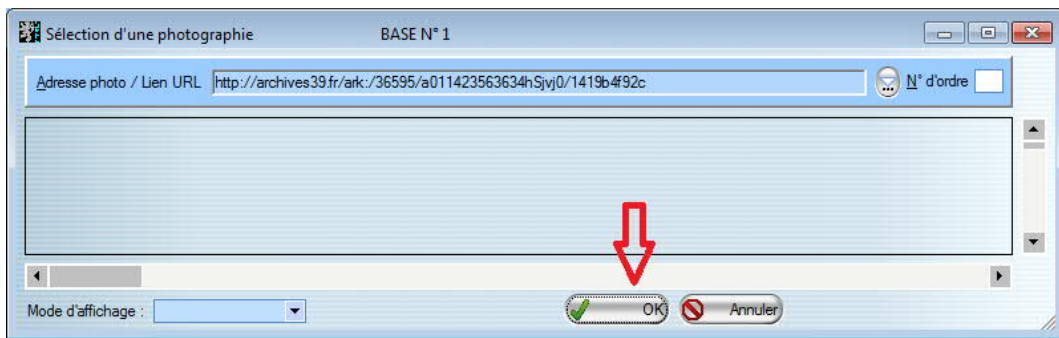 Sélection d'une photographie BASE N° 1
Adresse photo / Lien URL http://archives39.fr/ark:/36595/a011423563634hSjvj0/1419b4f92c N° d'ordre
Mode d'affichage : OK Annuler